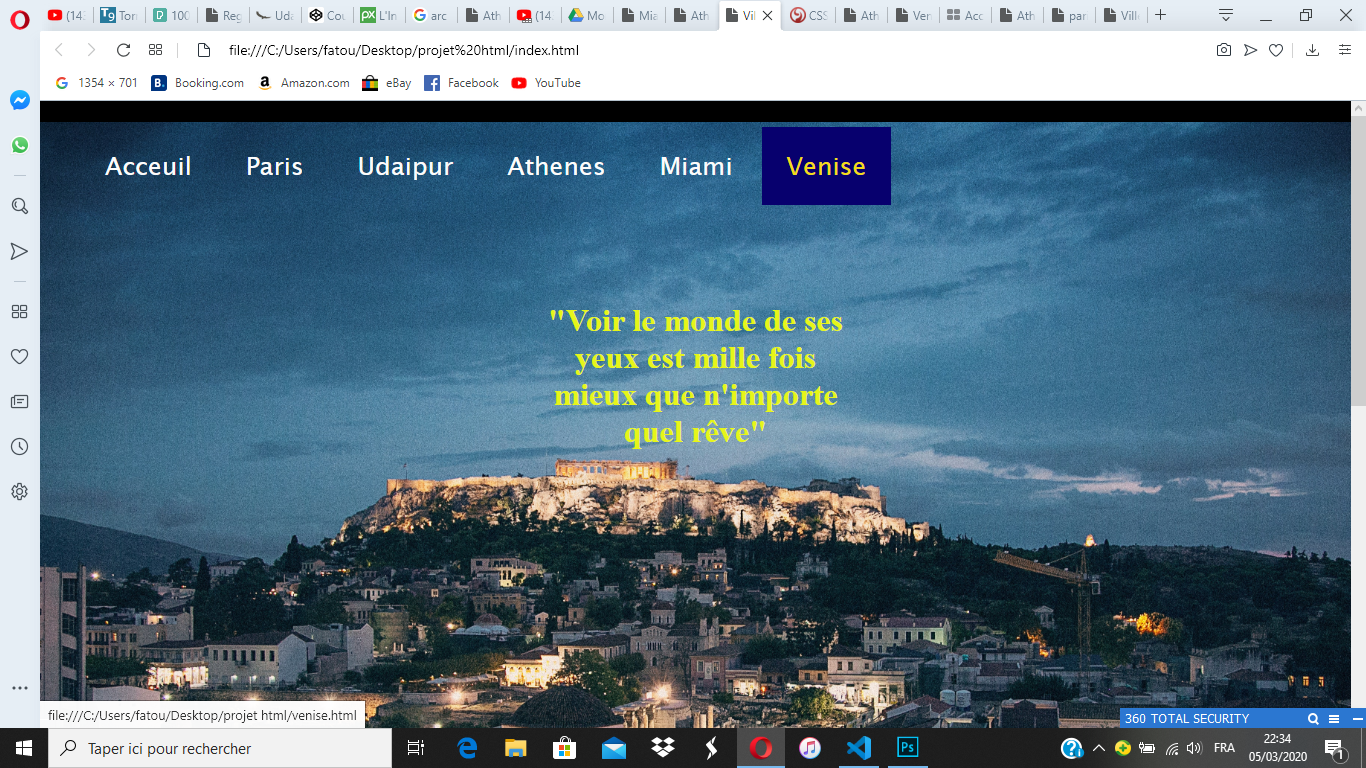 (14: Tor 100 Reg Uda Cou L'In arc Ath (14: Mo Mia Ath Vil CSS Ath Ven Acc Ath par Ville
file:///C:/Users/fatou/Desktop/projet%20html/index.html
1354 × 701 Booking.com Amazon.com eBay Facebook YouTube
Acceuil Paris Udaipur Athenes Miami Venise
"Voir le monde de ses
yeux est mille fois
mieux que n'importe
quel rêve"
file:///C:/Users/fatou/Desktop/projet html/venise.html
360 TOTAL SECURITY
Taper ici pour rechercher
FRA
22:34
05/03/2020